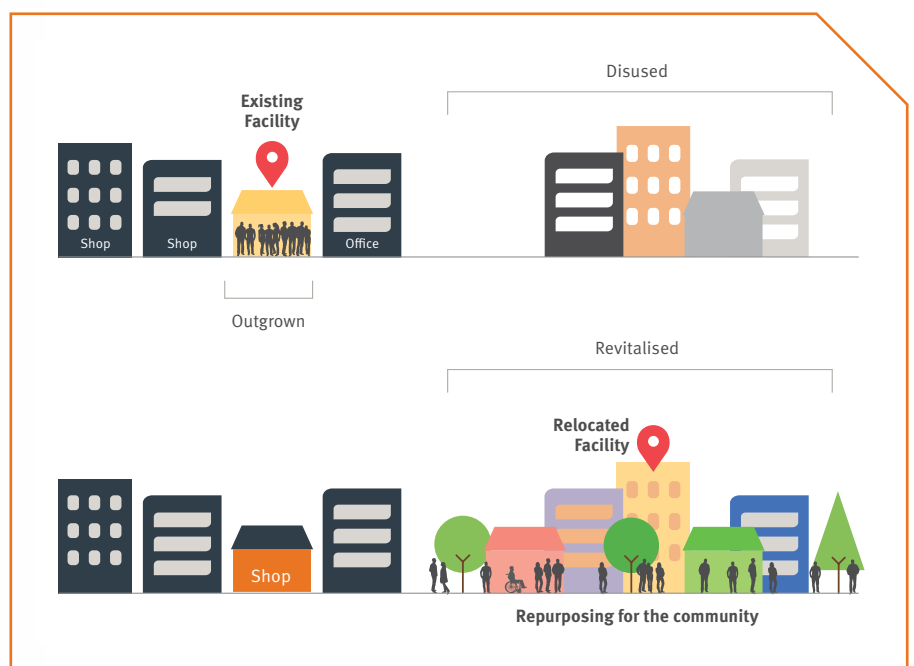 Disused
Existing
Facility
Shop
Shop
Office
Outgrown
Revitalised
Relocated
Facility
Shop
Repurposing for the community